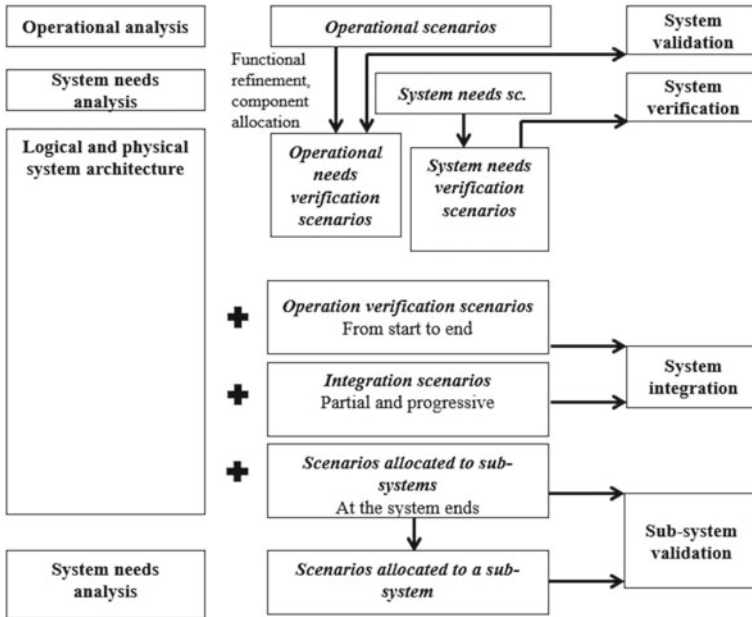 Operational analysis
Operational scenarios
System
validation
Functional
refinement,
component
allocation
System needs
analysis
System needs sc.
System
verification
Logical and physical
system architecture
Operational
needs
verification
scenarios
System needs
verification
scenarios
Operation verification scenarios
From start to end
Integration scenarios
Partial and progressive
System
integration
Scenarios allocated to sub-
systems
At the system ends
Sub-system
validation
System needs
analysis
Scenarios allocated to a sub-
system